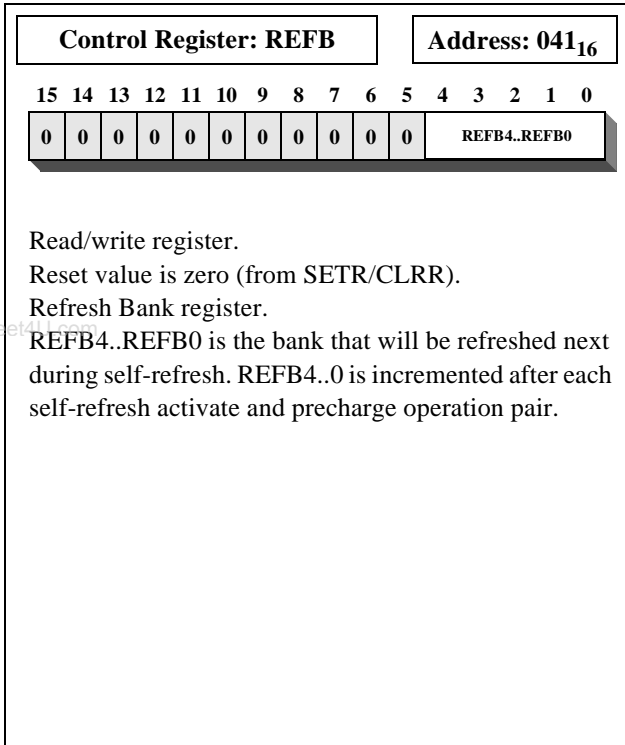 Control Register: REFB
Address: 041₁₆
15 14 13 12 11 10 9 8 7 6 5 4 3 2 1 0
0 0 0 0 0 0 0 0 0 0 0 REFB4..REFB0
Read/write register.
Reset value is zero (from SETR/CLRR).
Refresh Bank register.
REFB4..REFB0 is the bank that will be refreshed next
during self-refresh. REFB4..0 is incremented after each
self-refresh activate and precharge operation pair.